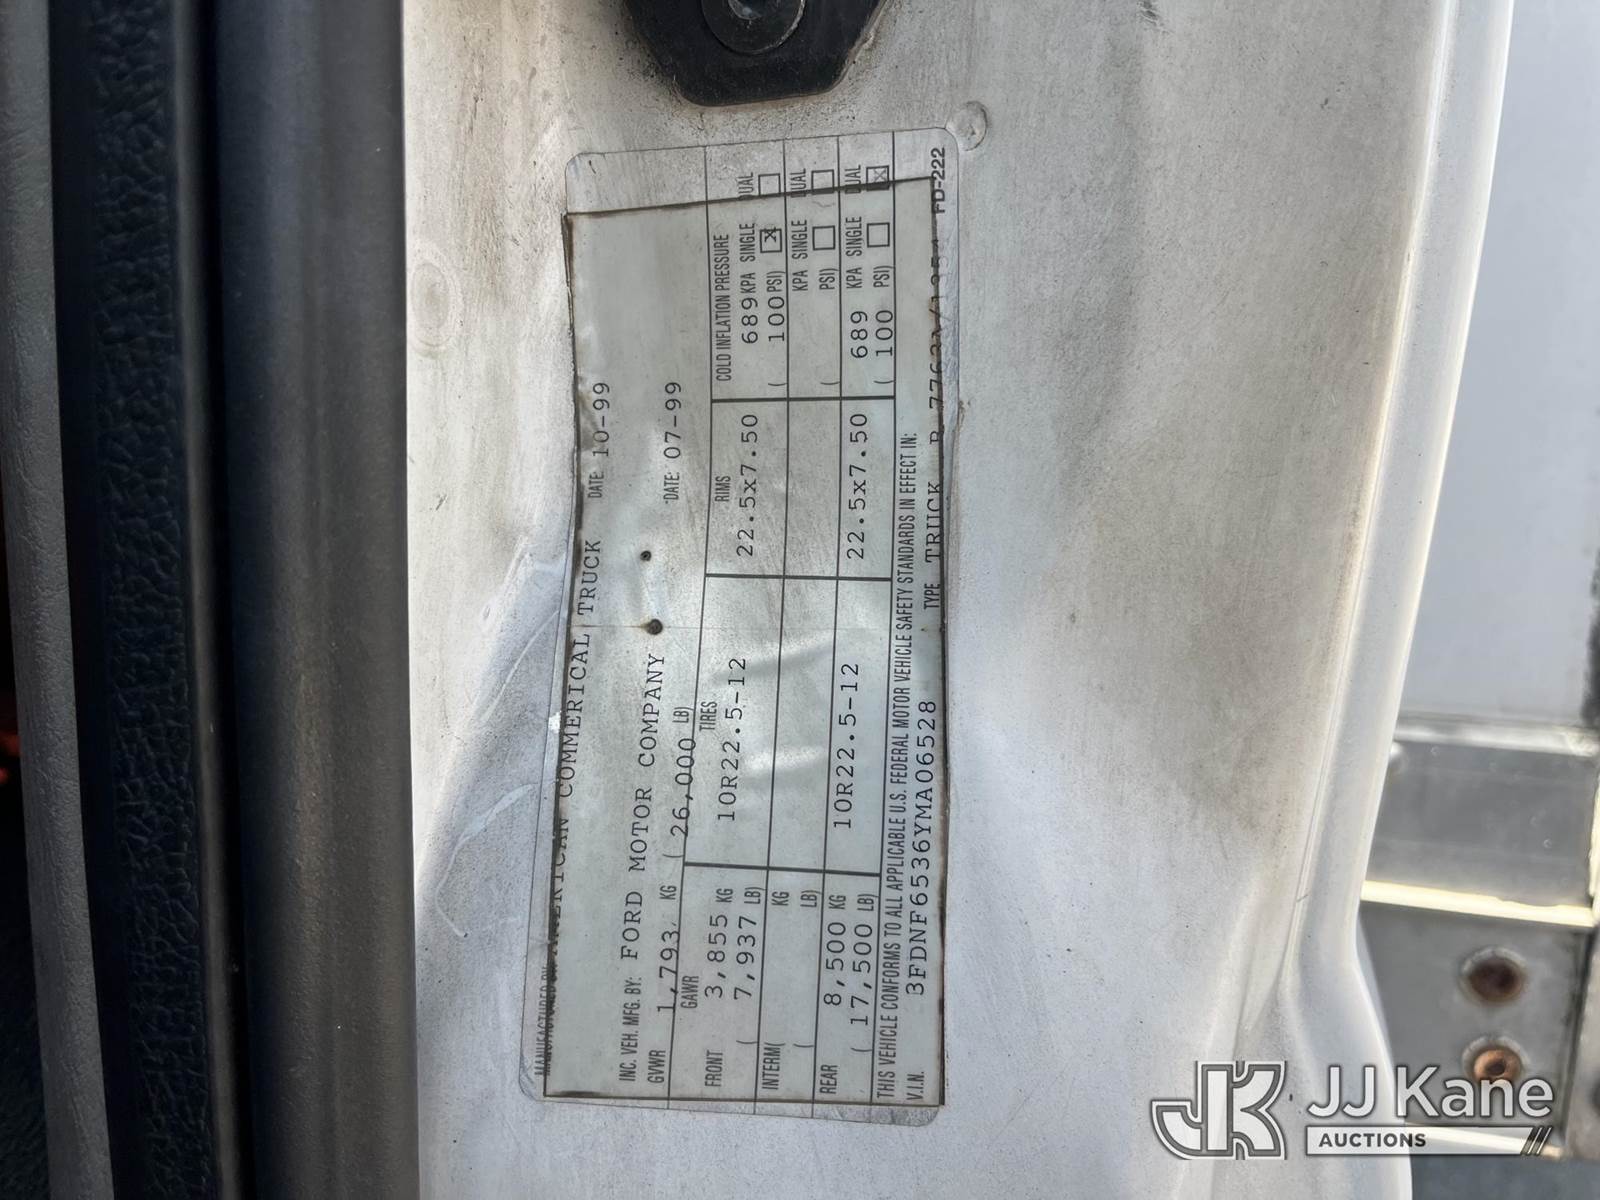 MANUFACTURED BY AMERICAN COMMERICAL TRUCK DATE 10-99
INC. VEH. MFG. BY: FORD MOTOR COMPANY DATE 07-99
GVWR 1,793, KG ( 26,000 LB)
GAWR TIRES RIMS COLD INFLATION PRESSURE
FRONT 3,855 KG 10R22.5-12 22.5x7.50 689 KPA SINGLE DUAL
( 7,937 LB) ( 100 PSI) ☒ ☐
INTERM( KG KPA SINGLE DUAL
( LB) ( PSI) ☐ ☐
REAR 8,500 KG 10R22.5-12 22.5x7.50 689 KPA SINGLE DUAL
( 17,500 LB) ( 100 PSI) ☐ ☒
THIS VEHICLE CONFORMS TO ALL APPLICABLE U.S. FEDERAL MOTOR VEHICLE SAFETY STANDARDS IN EFFECT IN:
V.I.N. 3FDNF6536YMA06528 TYPE TRUCK FD-222
JK JJ Kane
AUCTIONS